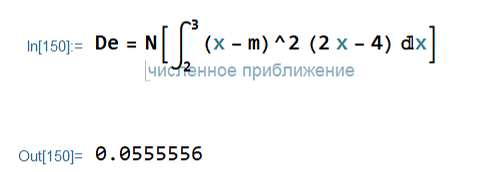 In[150]:= De = N[∫₂³ (x - m)^2 (2 x - 4) ⅆx]
численное приближение
Out[150]= 0.0555556